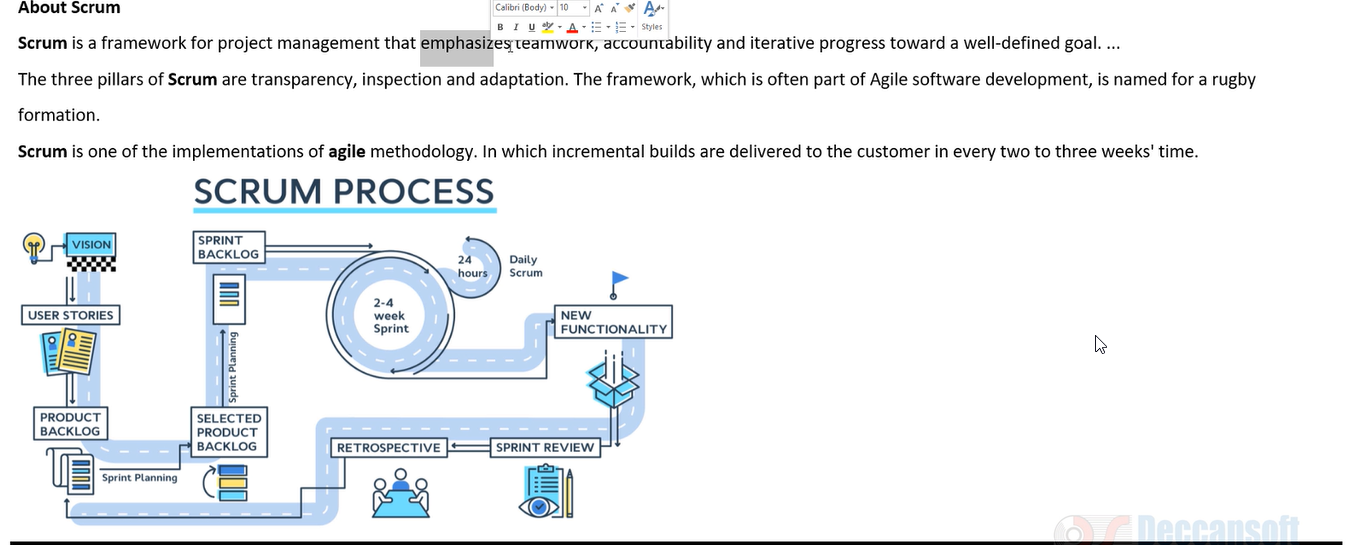 About Scrum
Calibri (Body) 10
B I U Styles
Scrum is a framework for project management that emphasizes teamwork, accountability and iterative progress toward a well-defined goal. ...
The three pillars of Scrum are transparency, inspection and adaptation. The framework, which is often part of Agile software development, is named for a rugby
formation.
Scrum is one of the implementations of agile methodology. In which incremental builds are delivered to the customer in every two to three weeks' time.
SCRUM PROCESS
VISION
USER STORIES
PRODUCT
BACKLOG
Sprint Planning
SELECTED
PRODUCT
BACKLOG
Sprint Planning
SPRINT
BACKLOG
2-4
week
Sprint
24
hours
Daily
Scrum
NEW
FUNCTIONALITY
SPRINT REVIEW
RETROSPECTIVE
Deccansoft